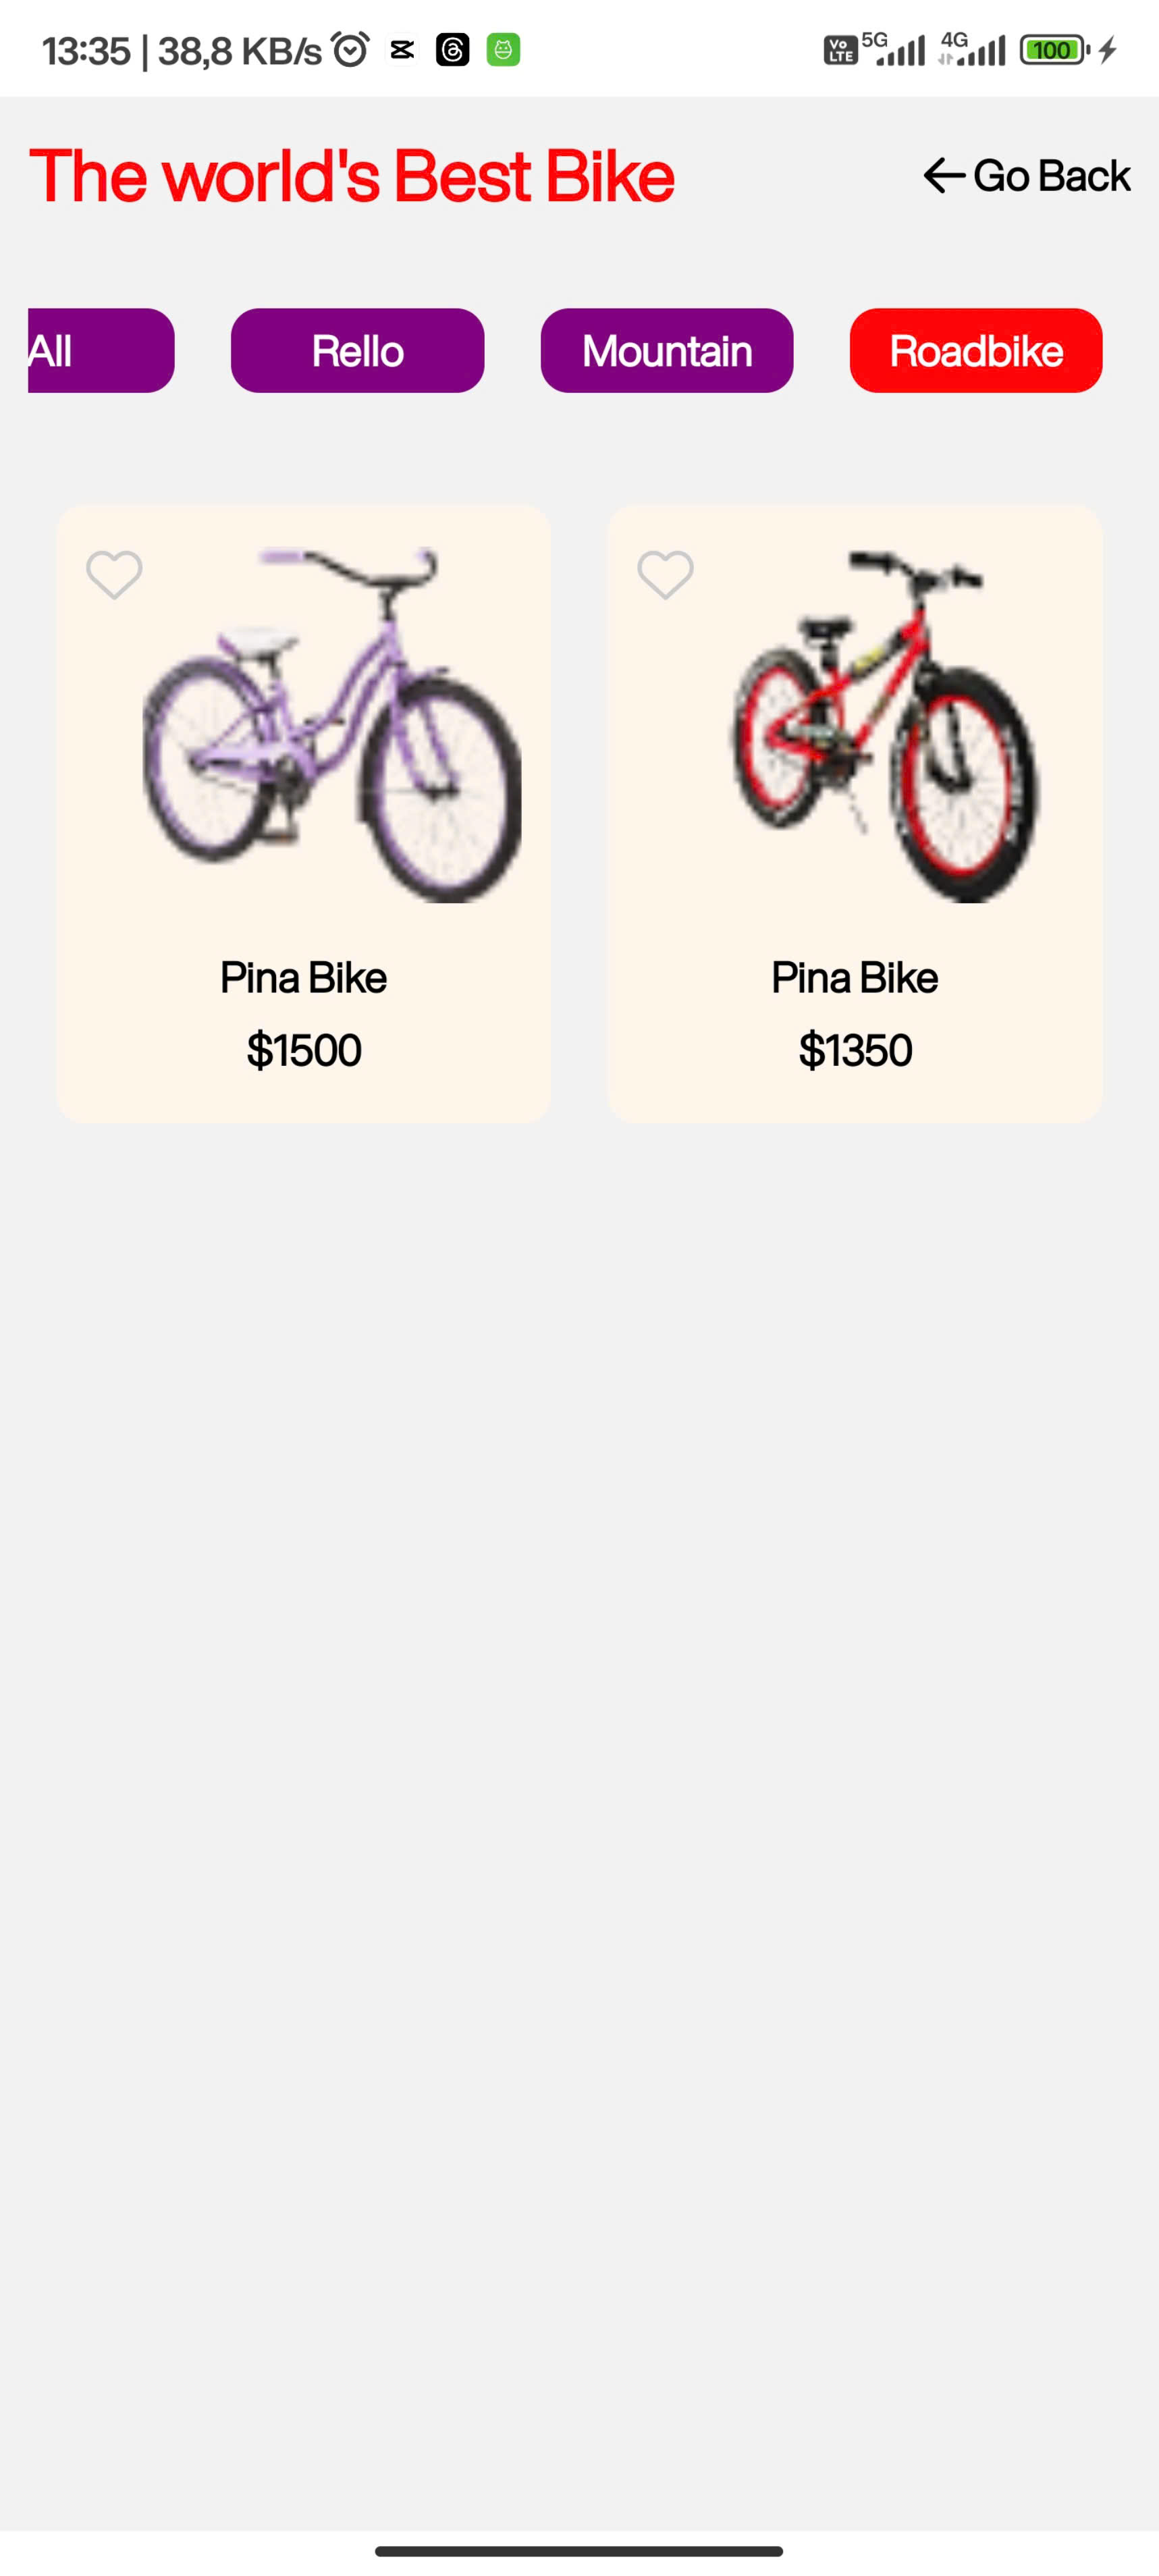 13:35 | 38,8 KB/s Vo LTE 5G 4G 100
The world's Best Bike
Go Back
All Rello Mountain Roadbike
Pina Bike Pina Bike
$1500 $1350